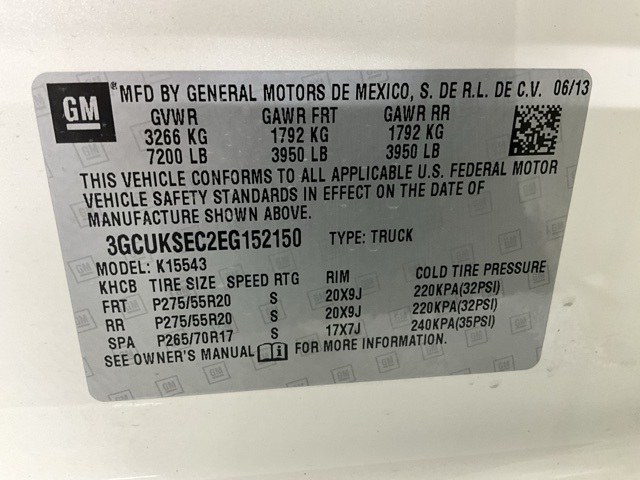 GM ® MFD BY GENERAL MOTORS DE MEXICO, S. DE R.L. DE C.V. 06/13
GVWR GAWR FRT GAWR RR
3266 KG 1792 KG 1792 KG
7200 LB 3950 LB 3950 LB
THIS VEHICLE CONFORMS TO ALL APPLICABLE U.S. FEDERAL MOTOR
VEHICLE SAFETY STANDARDS IN EFFECT ON THE DATE OF
MANUFACTURE SHOWN ABOVE.
3GCUKSEC2EG152150 TYPE: TRUCK
MODEL: K15543
KHCB TIRE SIZE SPEED RTG RIM COLD TIRE PRESSURE
FRT P275/55R20 S 20X9J 220KPA(32PSI)
RR P275/55R20 S 20X9J 220KPA(32PSI)
SPA P265/70R17 S 17X7J 240KPA(35PSI)
SEE OWNER'S MANUAL FOR MORE INFORMATION.